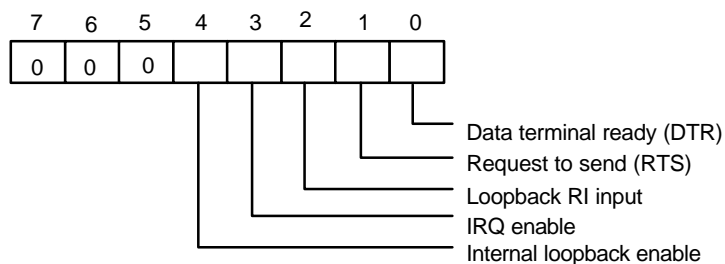 7 6 5 4 3 2 1 0
0 0 0
Data terminal ready (DTR)
Request to send (RTS)
Loopback RI input
IRQ enable
Internal loopback enable